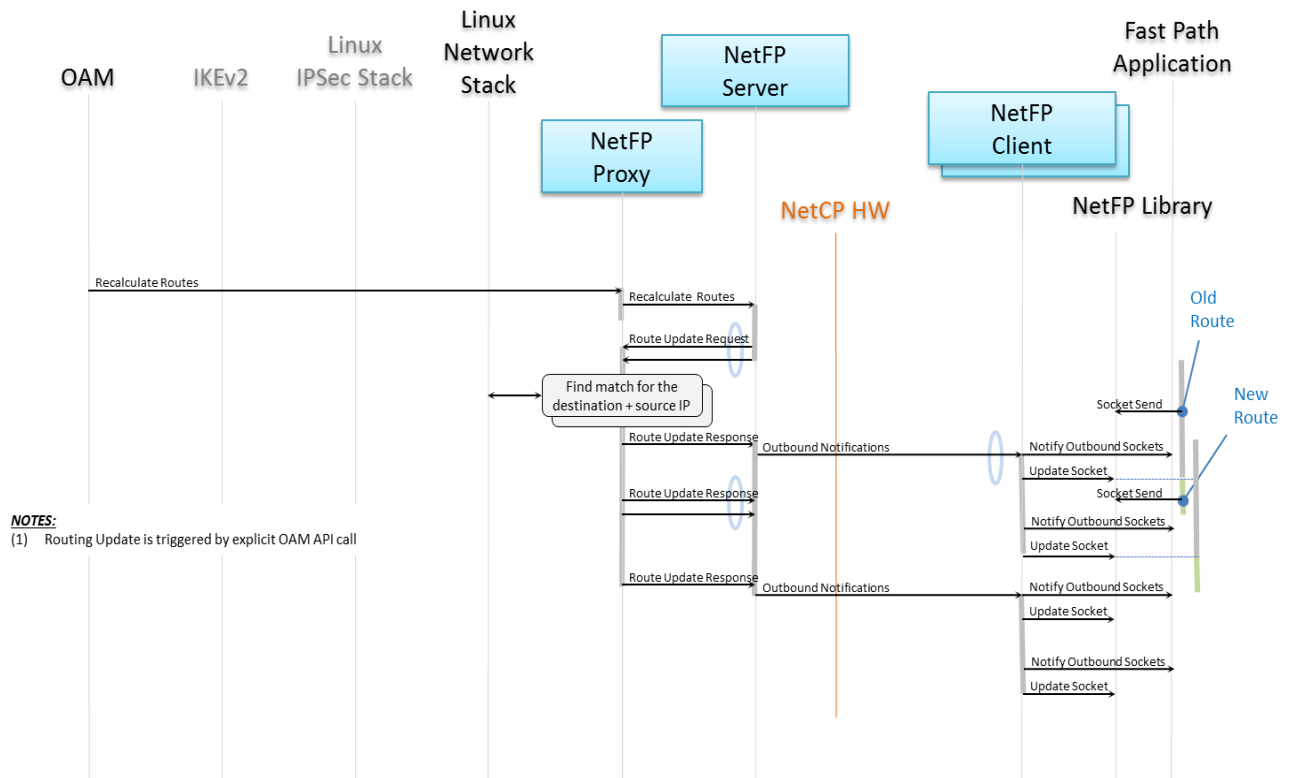 Linux
Network
Stack
Fast Path
Application
Linux
IPSec Stack
OAM
IKEv2
NetFP
Server
NetFP
Client
NetFP
Proxy
NetCP HW
NetFP Library
Recalculate Routes
Recalculate Routes
Old
Route
Route Update Request
Find match for the
destination + source IP
New
Route
Socket Send
Route Update Response
Outbound Notifications
Notify Outbound Sockets
Update Socket
Route Update Response
Socket Send
NOTES:
(1) Routing Update is triggered by explicit OAM API call
Notify Outbound Sockets
Update Socket
Route Update Response
Outbound Notifications
Notify Outbound Sockets
Update Socket
Notify Outbound Sockets
Update Socket